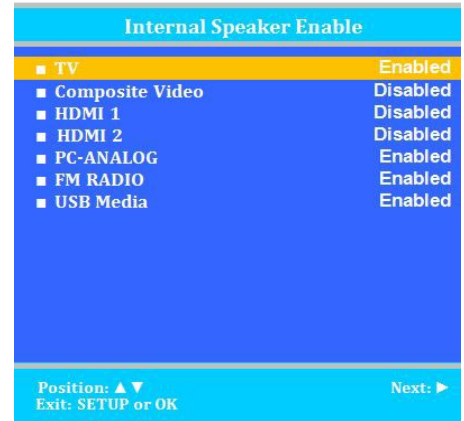 Internal Speaker Enable
■ TV Enabled
■ Composite Video Disabled
■ HDMI 1 Disabled
■ HDMI 2 Disabled
■ PC-ANALOG Enabled
■ FM RADIO Enabled
■ USB Media Enabled
Position: ▲▼ Next: ►
Exit: SETUP or OK